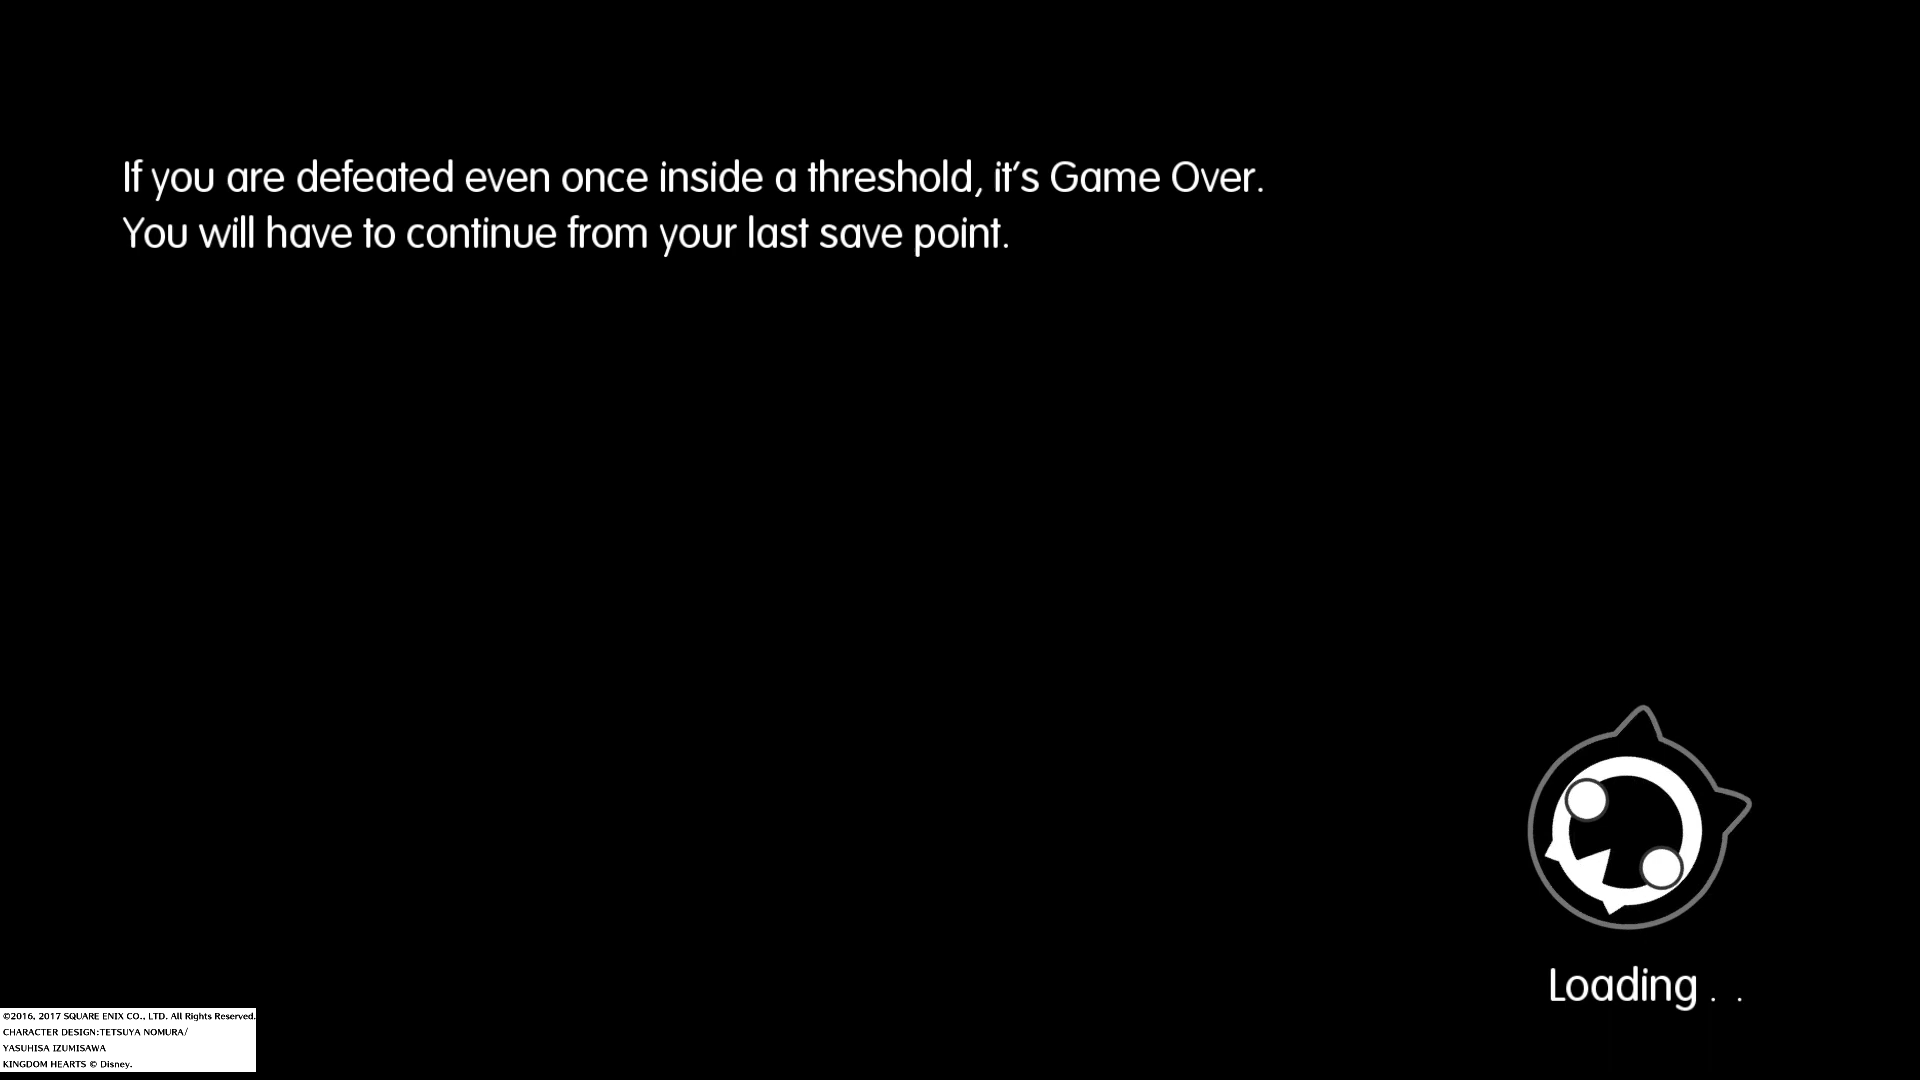 If you are defeated even once inside a threshold, it's Game Over.
You will have to continue from your last save point.
Loading . .
©2016, 2017 SQUARE ENIX CO., LTD. All Rights Reserved.
CHARACTER DESIGN:TETSUYA NOMURA/
YASUHISA IZUMISAWA
KINGDOM HEARTS © Disney.